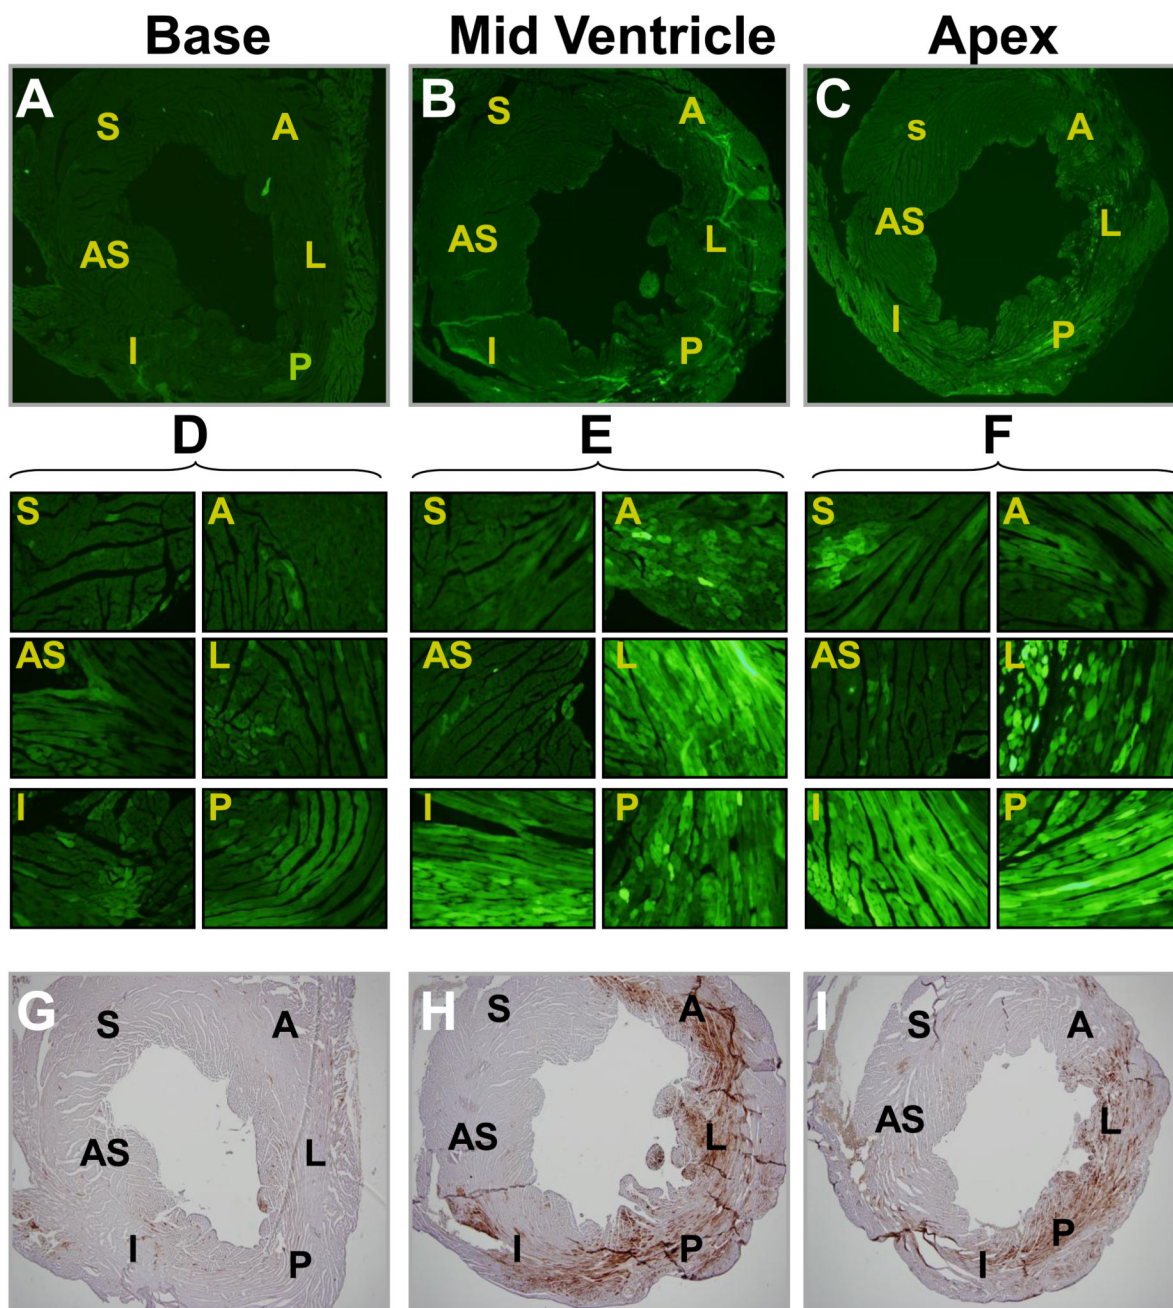 Base Mid Ventricle Apex
A B C
S A S A s A
AS L AS L AS L
I P I P I P
D E F
S A S A S A
AS L AS L AS L
I P I P I P
G H I
S A S A S A
AS L AS L AS L
I P I P I P